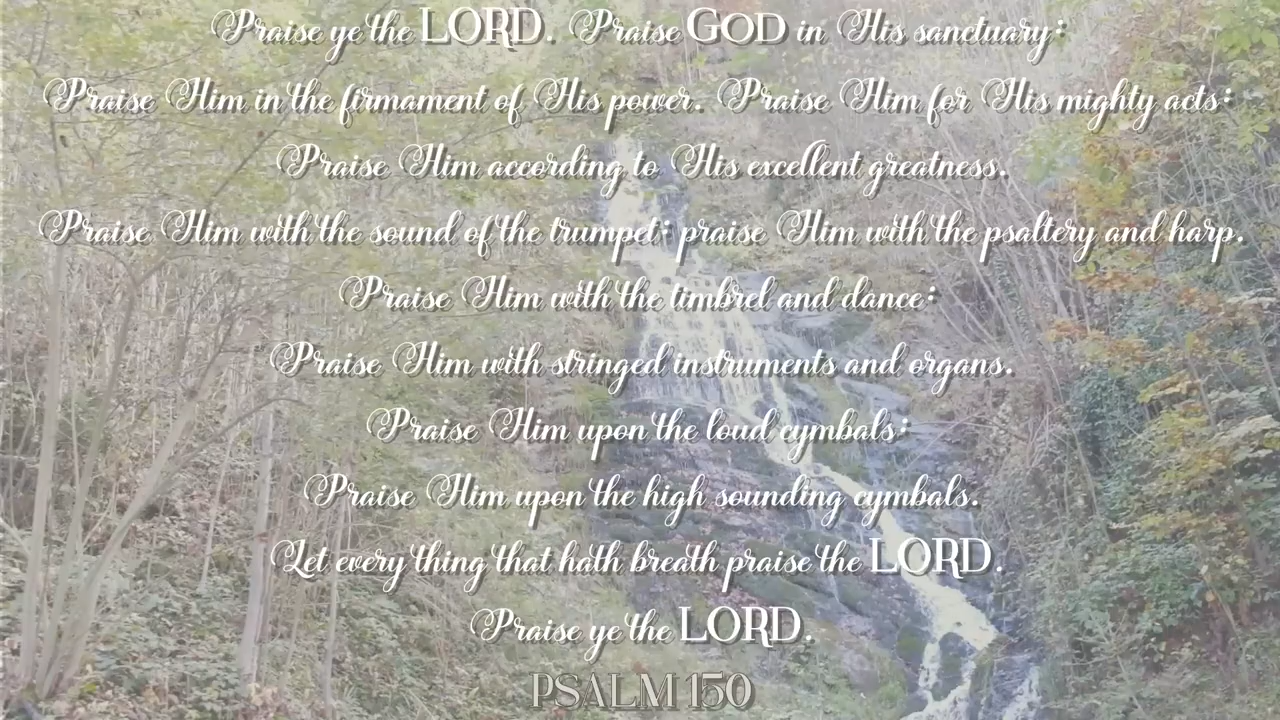 Praise ye the LORD. Praise GOD in His sanctuary:
Praise Him in the firmament of His power. Praise Him for His mighty acts:
Praise Him according to His excellent greatness.
Praise Him with the sound of the trumpet: praise Him with the psaltery and harp.
Praise Him with the timbrel and dance:
Praise Him with stringed instruments and organs.
Praise Him upon the loud cymbals:
Praise Him upon the high sounding cymbals.
Let every thing that hath breath praise the LORD.
Praise ye the LORD.
PSALM 150